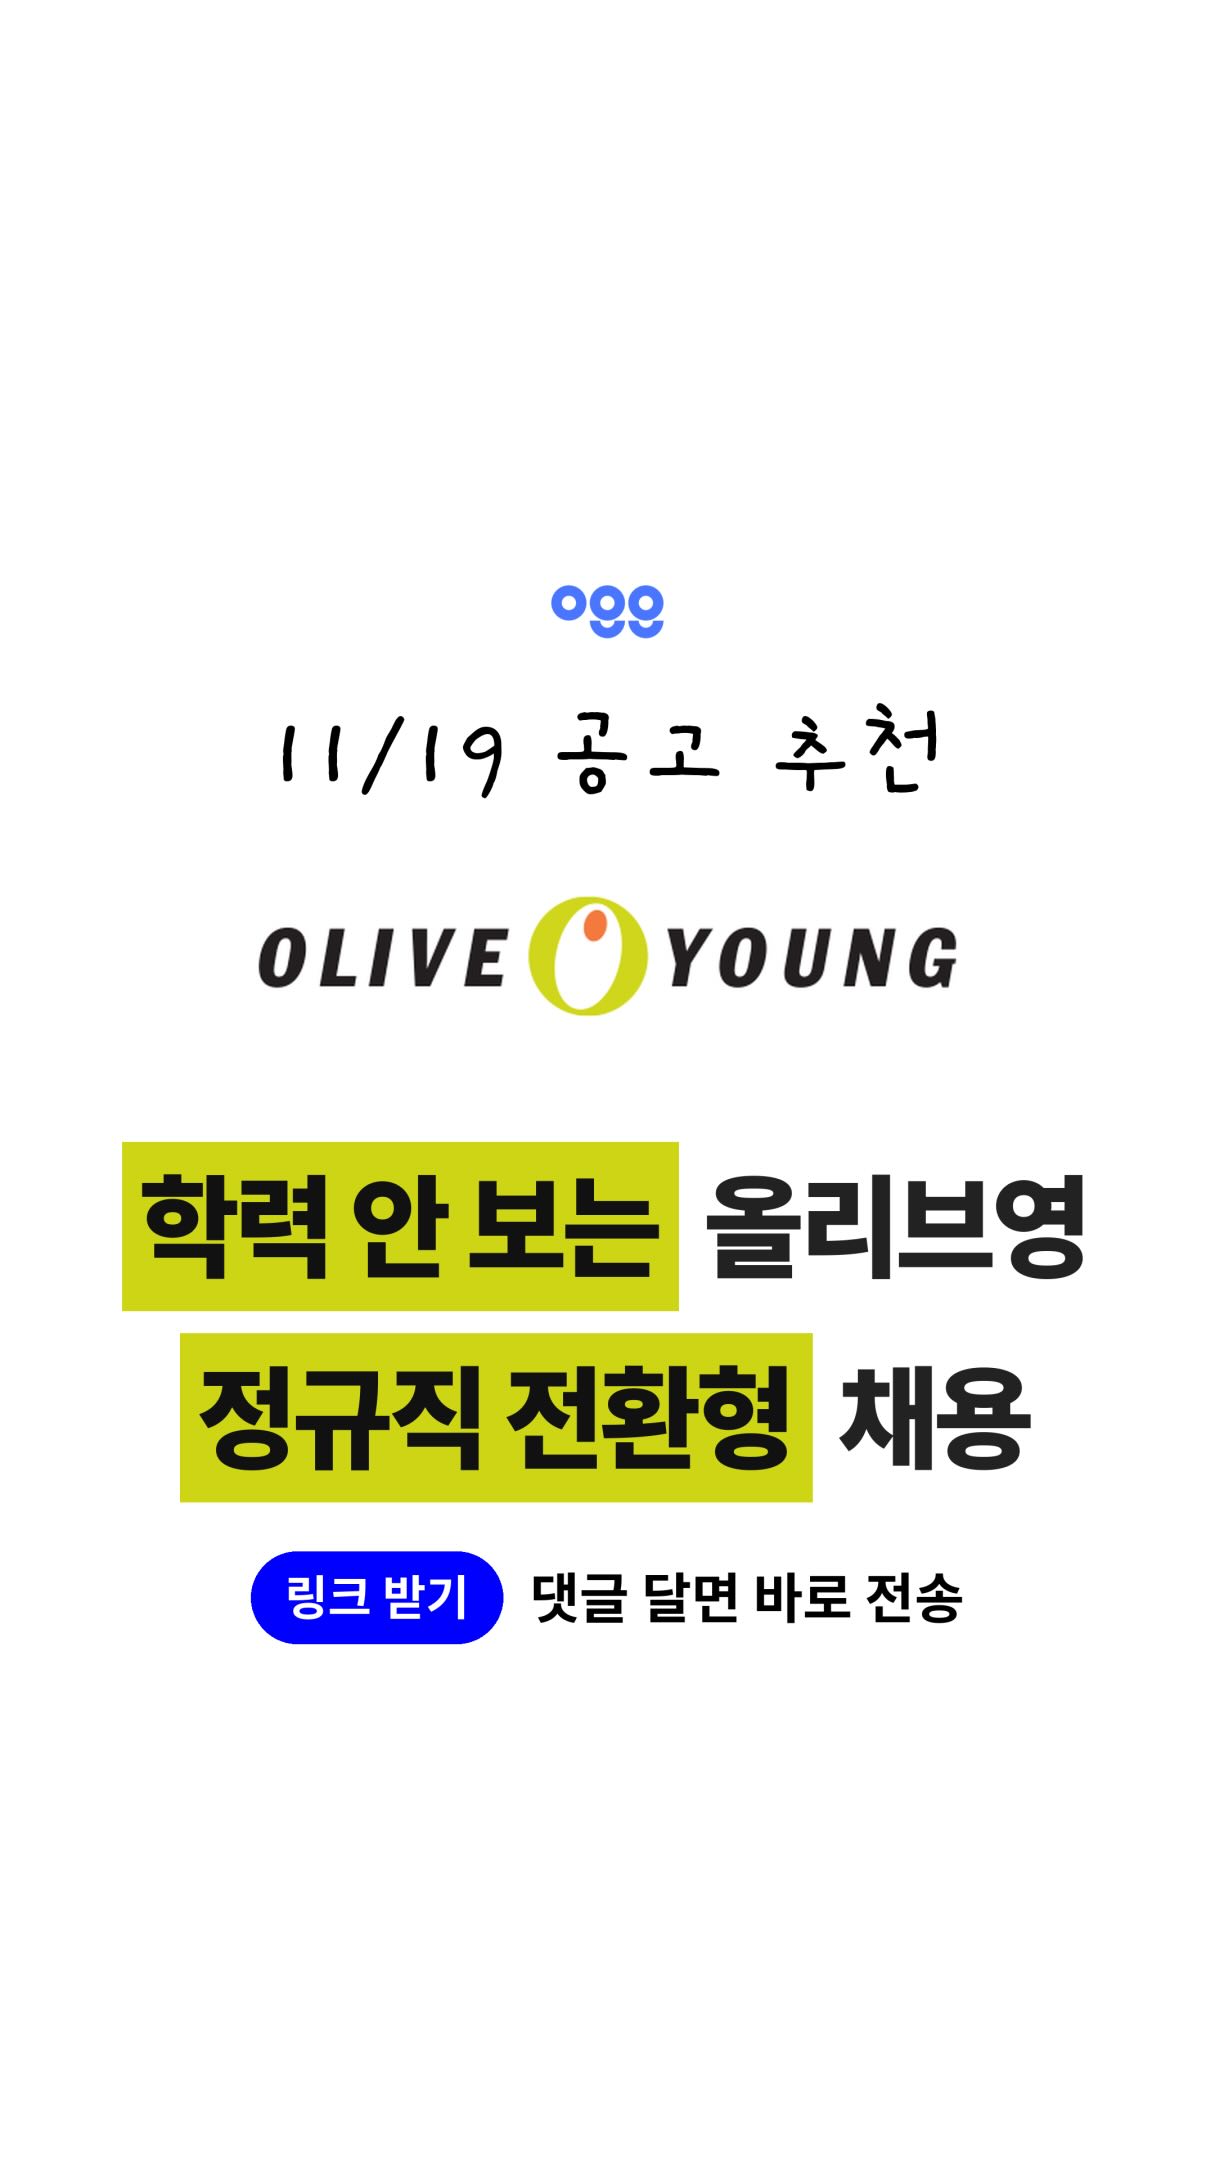 ogg
11/19 공고 추천
OLIVE YOUNG
학력 안 보는 올리브영
정규직 전환형 채용
링크 받기 댓글 달면 바로 전송